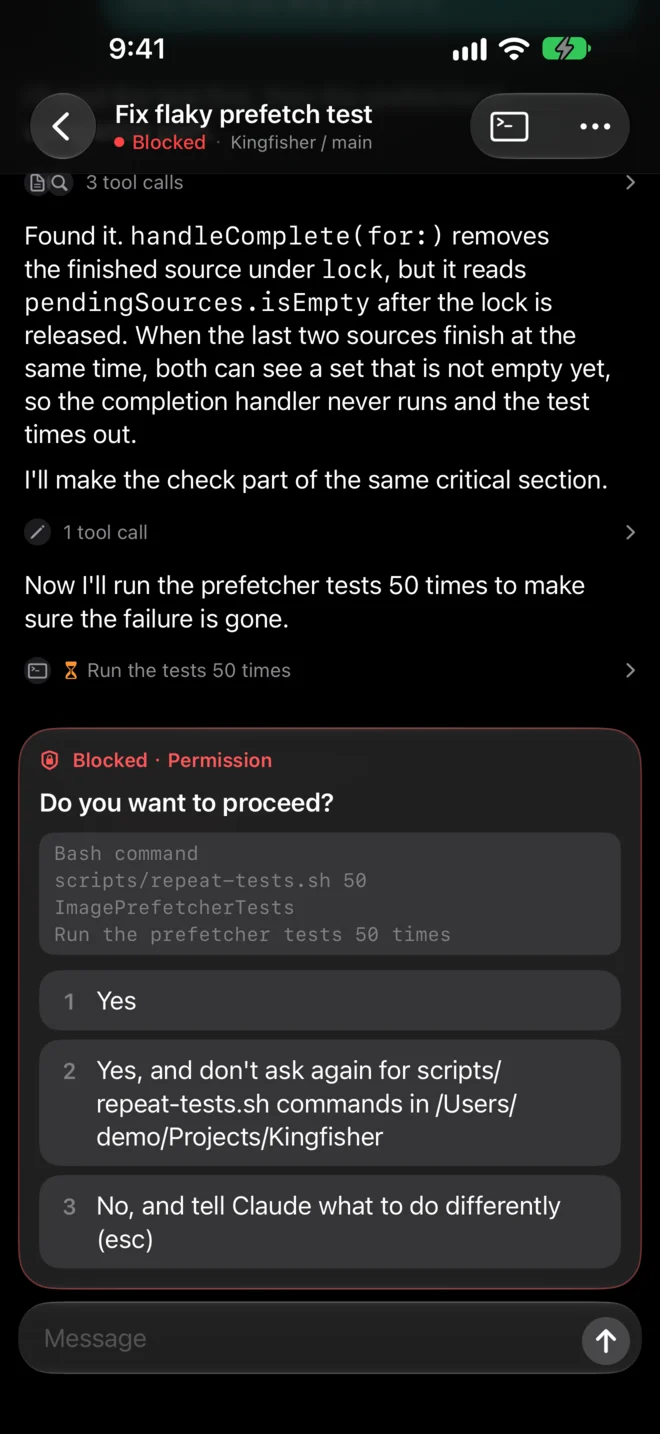 9:41
Fix flaky prefetch test
Blocked · Kingfisher / main
3 tool calls
Found it. handleComplete(for:) removes
the finished source under lock, but it reads
pendingSources.isEmpty after the lock is
released. When the last two sources finish at the
same time, both can see a set that is not empty yet,
so the completion handler never runs and the test
times out.
I'll make the check part of the same critical section.
1 tool call
Now I'll run the prefetcher tests 50 times to make
sure the failure is gone.
Run the tests 50 times
Blocked · Permission
Do you want to proceed?
Bash command
scripts/repeat-tests.sh 50
ImagePrefetcherTests
Run the prefetcher tests 50 times
1 Yes
2 Yes, and don't ask again for scripts/
repeat-tests.sh commands in /Users/
demo/Projects/Kingfisher
3 No, and tell Claude what to do differently
(esc)
Message